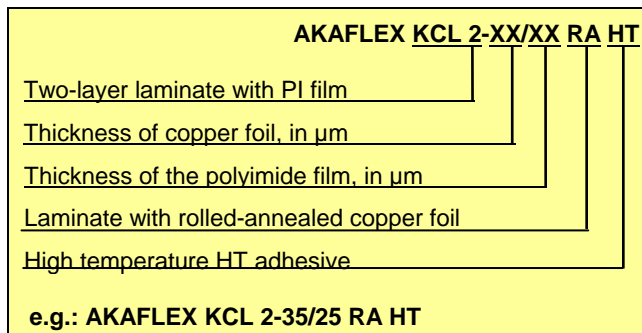 AKAFLEX KCL 2-XX/XX RA HT
Two-layer laminate with PI film
Thickness of copper foil, in µm
Thickness of the polyimide film, in µm
Laminate with rolled-annealed copper foil
High temperature HT adhesive
e.g.: AKAFLEX KCL 2-35/25 RA HT